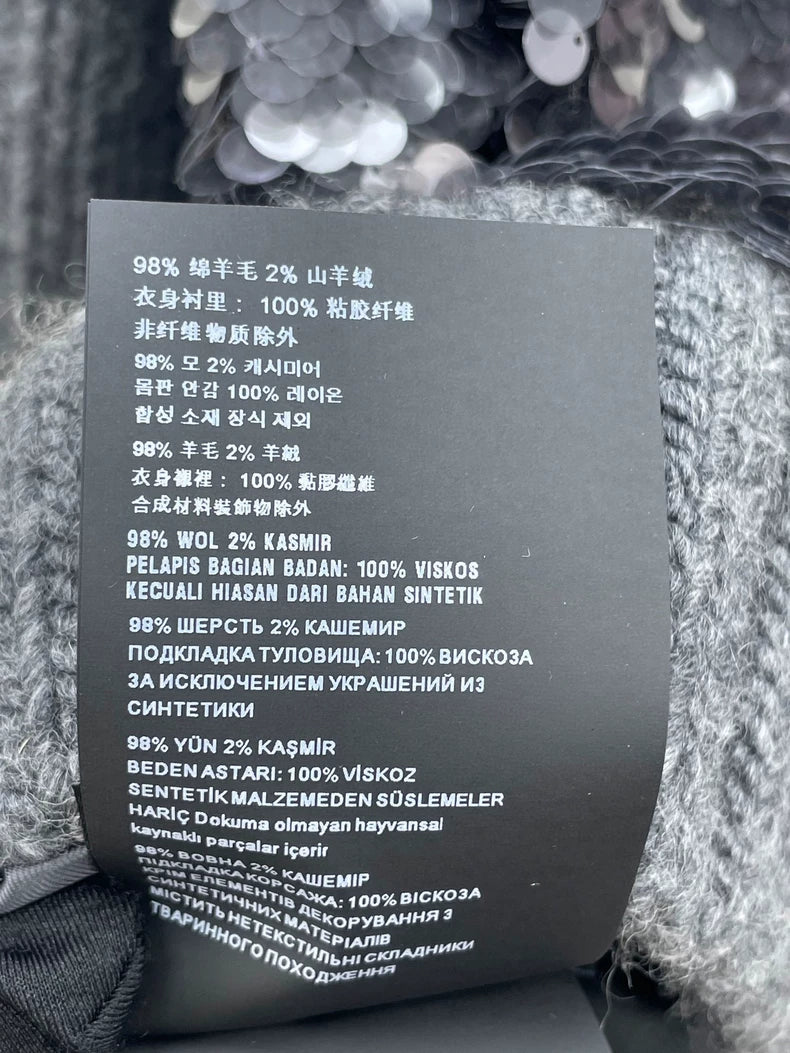 98% 绵羊毛 2% 山羊绒
衣身衬里： 100% 粘胶纤维
非纤维物质除外
98% 모 2% 캐시미어
몸판 안감 100% 레이온
합성 소재 장식 제외
98% 羊毛 2% 羊絨
衣身襯裡： 100% 黏膠纖維
合成材料裝飾物除外
98% WOL 2% KASMIR
PELAPIS BAGIAN BADAN: 100% VISKOS
KECUALI HIASAN DARI BAHAN SINTETIK
98% ШЕРСТЬ 2% КАШЕМИР
ПОДКЛАДКА ТУЛОВИЩА: 100% ВИСКОЗА
ЗА ИСКЛЮЧЕНИЕМ УКРАШЕНИЙ ИЗ
СИНТЕТИКИ
98% YÜN 2% KAŞMİR
BEDEN ASTARI: 100% VİSKOZ
SENTETİK MALZEMEDEN SÜSLEMELER
HARİÇ Dokuma olmayan hayvansal
kaynaklı parçalar içerir
98% ВОВНА 2% КАШЕМІР
ПІДКЛАДКА КОРСАЖА: 100% ВІСКОЗА
КРІМ ЕЛЕМЕНТІВ ДЕКОРУВАННЯ З
СИНТЕТИЧНИХ МАТЕРІАЛІВ
МІСТИТЬ НЕТЕКСТИЛЬНІ СКЛАДНИКИ
ТВАРИННОГО ПОХОДЖЕННЯ